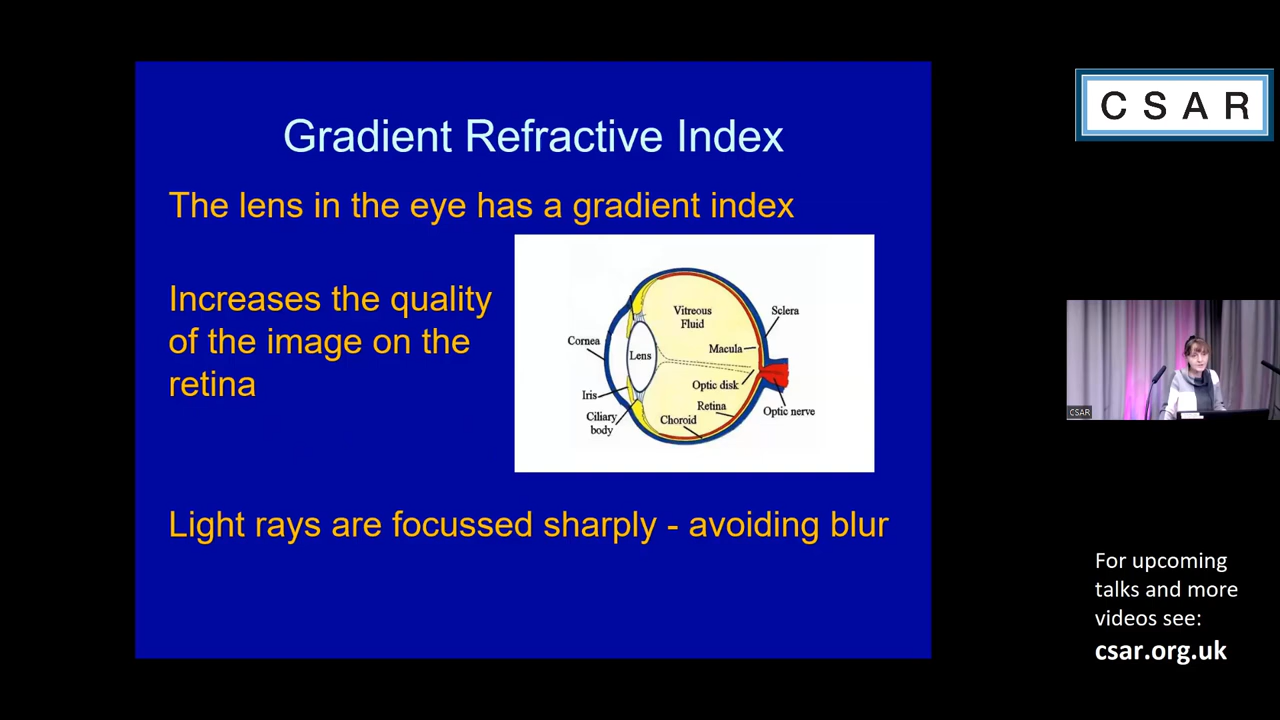 Gradient Refractive Index
The lens in the eye has a gradient index
Increases the quality
of the image on the
retina
Vitreous
Fluid
Sclera
Cornea
Lens
Macula
Optic disk
Iris
Retina
Optic nerve
Ciliary
body
Choroid
Light rays are focussed sharply - avoiding blur
CSAR
CSAR
For upcoming
talks and more
videos see:
csar.org.uk